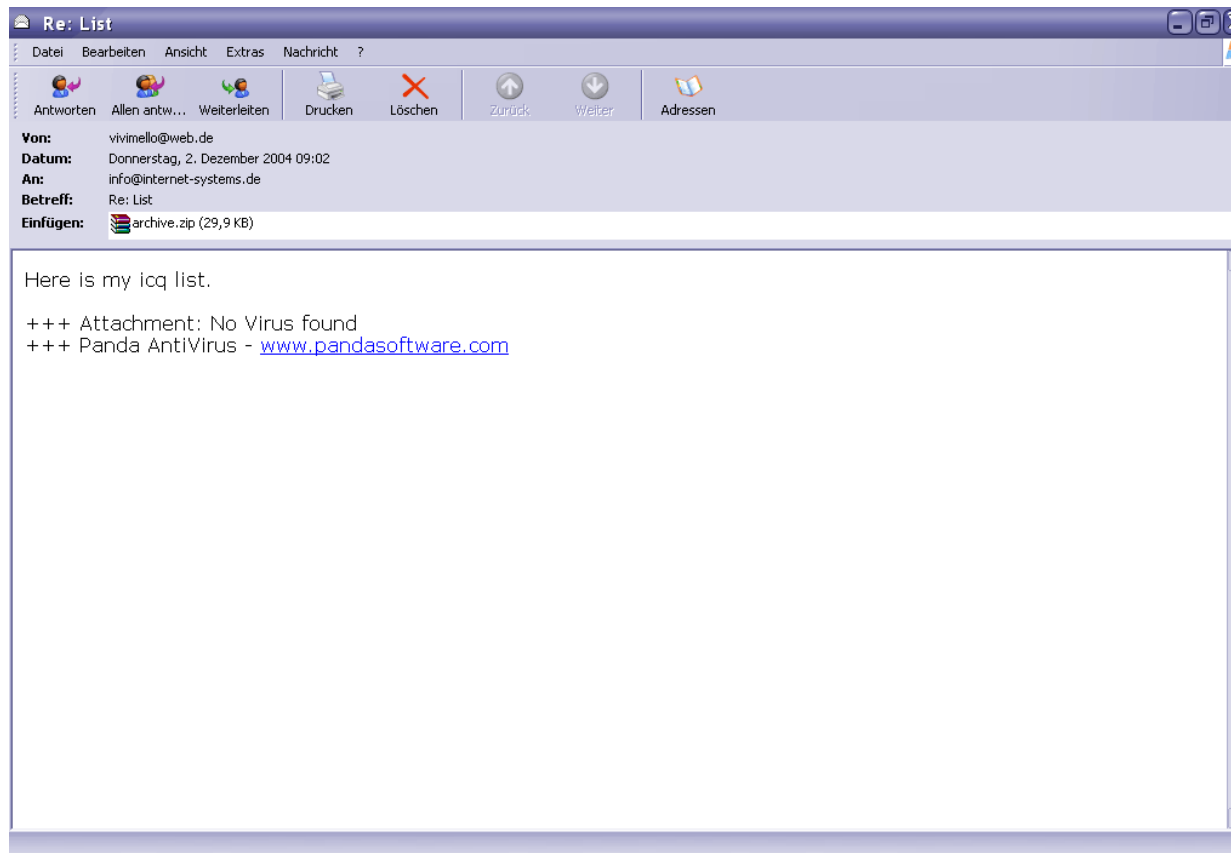 Re: List
Datei Bearbeiten Ansicht Extras Nachricht ?
Antworten Allen antw... Weiterleiten Drucken Löschen Zurück Weiter Adressen
Von: vivimello@web.de
Datum: Donnerstag, 2. Dezember 2004 09:02
An: info@internet-systems.de
Betreff: Re: List
Einfügen: archive.zip (29,9 KB)
Here is my icq list.
+++ Attachment: No Virus found
+++ Panda AntiVirus - www.pandasoftware.com